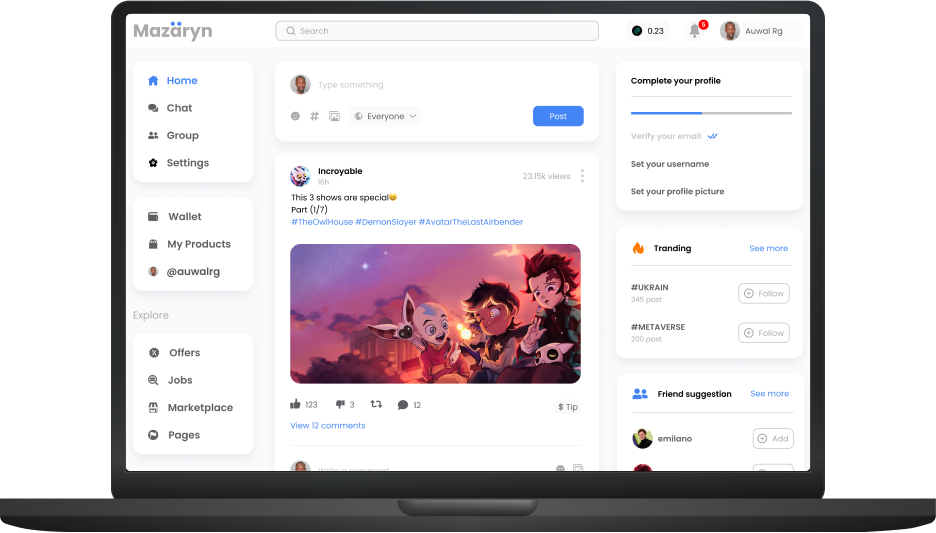 Mazäryn
Search
0.23
5
Auwal Rg
Home
Chat
Group
Settings
Wallet
My Products
@auwalrg
Explore
Offers
Jobs
Marketplace
Pages
Type something
Everyone
Post
Incroyable
16h
23.15k views
This 3 shows are special😄
Part (1/7)
#TheOwlHouse #DemonSlayer #AvatarTheLastAirbender
123
3
12
$ Tip
View 12 comments
Write a comment
Complete your profile
Verify your email
Set your username
Set your profile picture
Tranding
See more
#UKRAIN
345 post
Follow
#METAVERSE
200 post
Follow
Friend suggestion
See more
emilano
Add